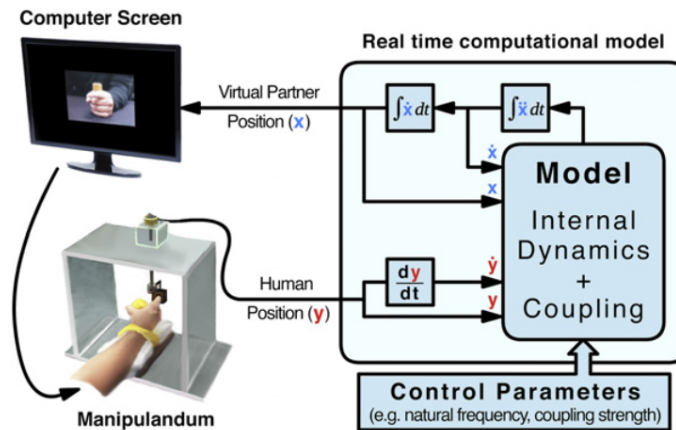 Computer Screen
Real time computational model
Virtual Partner
Position (x)
∫ẋ dt
∫ẍ dt
ẋ
x
Model
Internal
Dynamics
+
Coupling
Human
Position (y)
dy
dt
ẏ
y
Manipulandum
Control Parameters
(e.g. natural frequency, coupling strength)